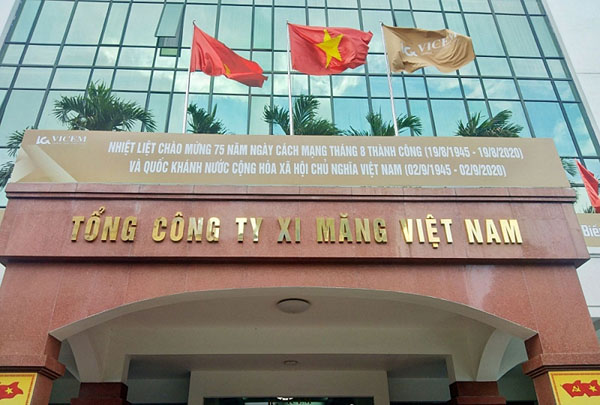 VICEM
VICEM
NHIỆT LIỆT CHÀO MỪNG 75 NĂM NGÀY CÁCH MẠNG THÁNG 8 THÀNH CÔNG (19/8/1945 - 19/8/2020)
VÀ QUỐC KHÁNH NƯỚC CỘNG HÒA XÃ HỘI CHỦ NGHĨA VIỆT NAM (02/9/1945 - 02/9/2020)
TỔNG CÔNG TY XI MĂNG VIỆT NAM